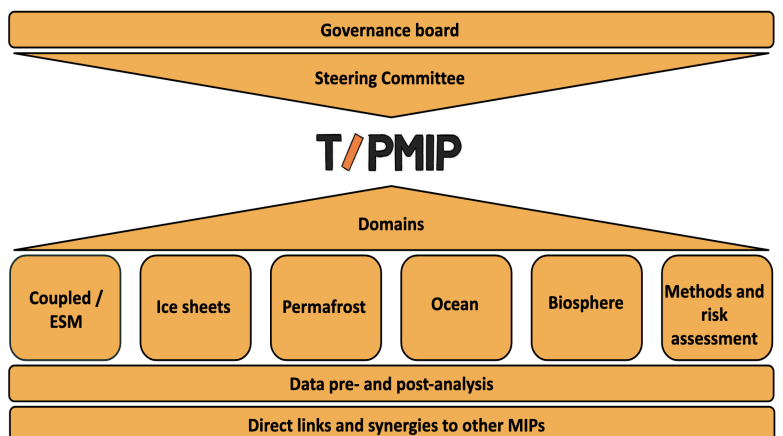 Governance board
Steering Committee
T/PMIP
Domains
Coupled /
ESM
Ice sheets
Permafrost
Ocean
Biosphere
Methods and
risk
assessment
Data pre- and post-analysis
Direct links and synergies to other MIPs